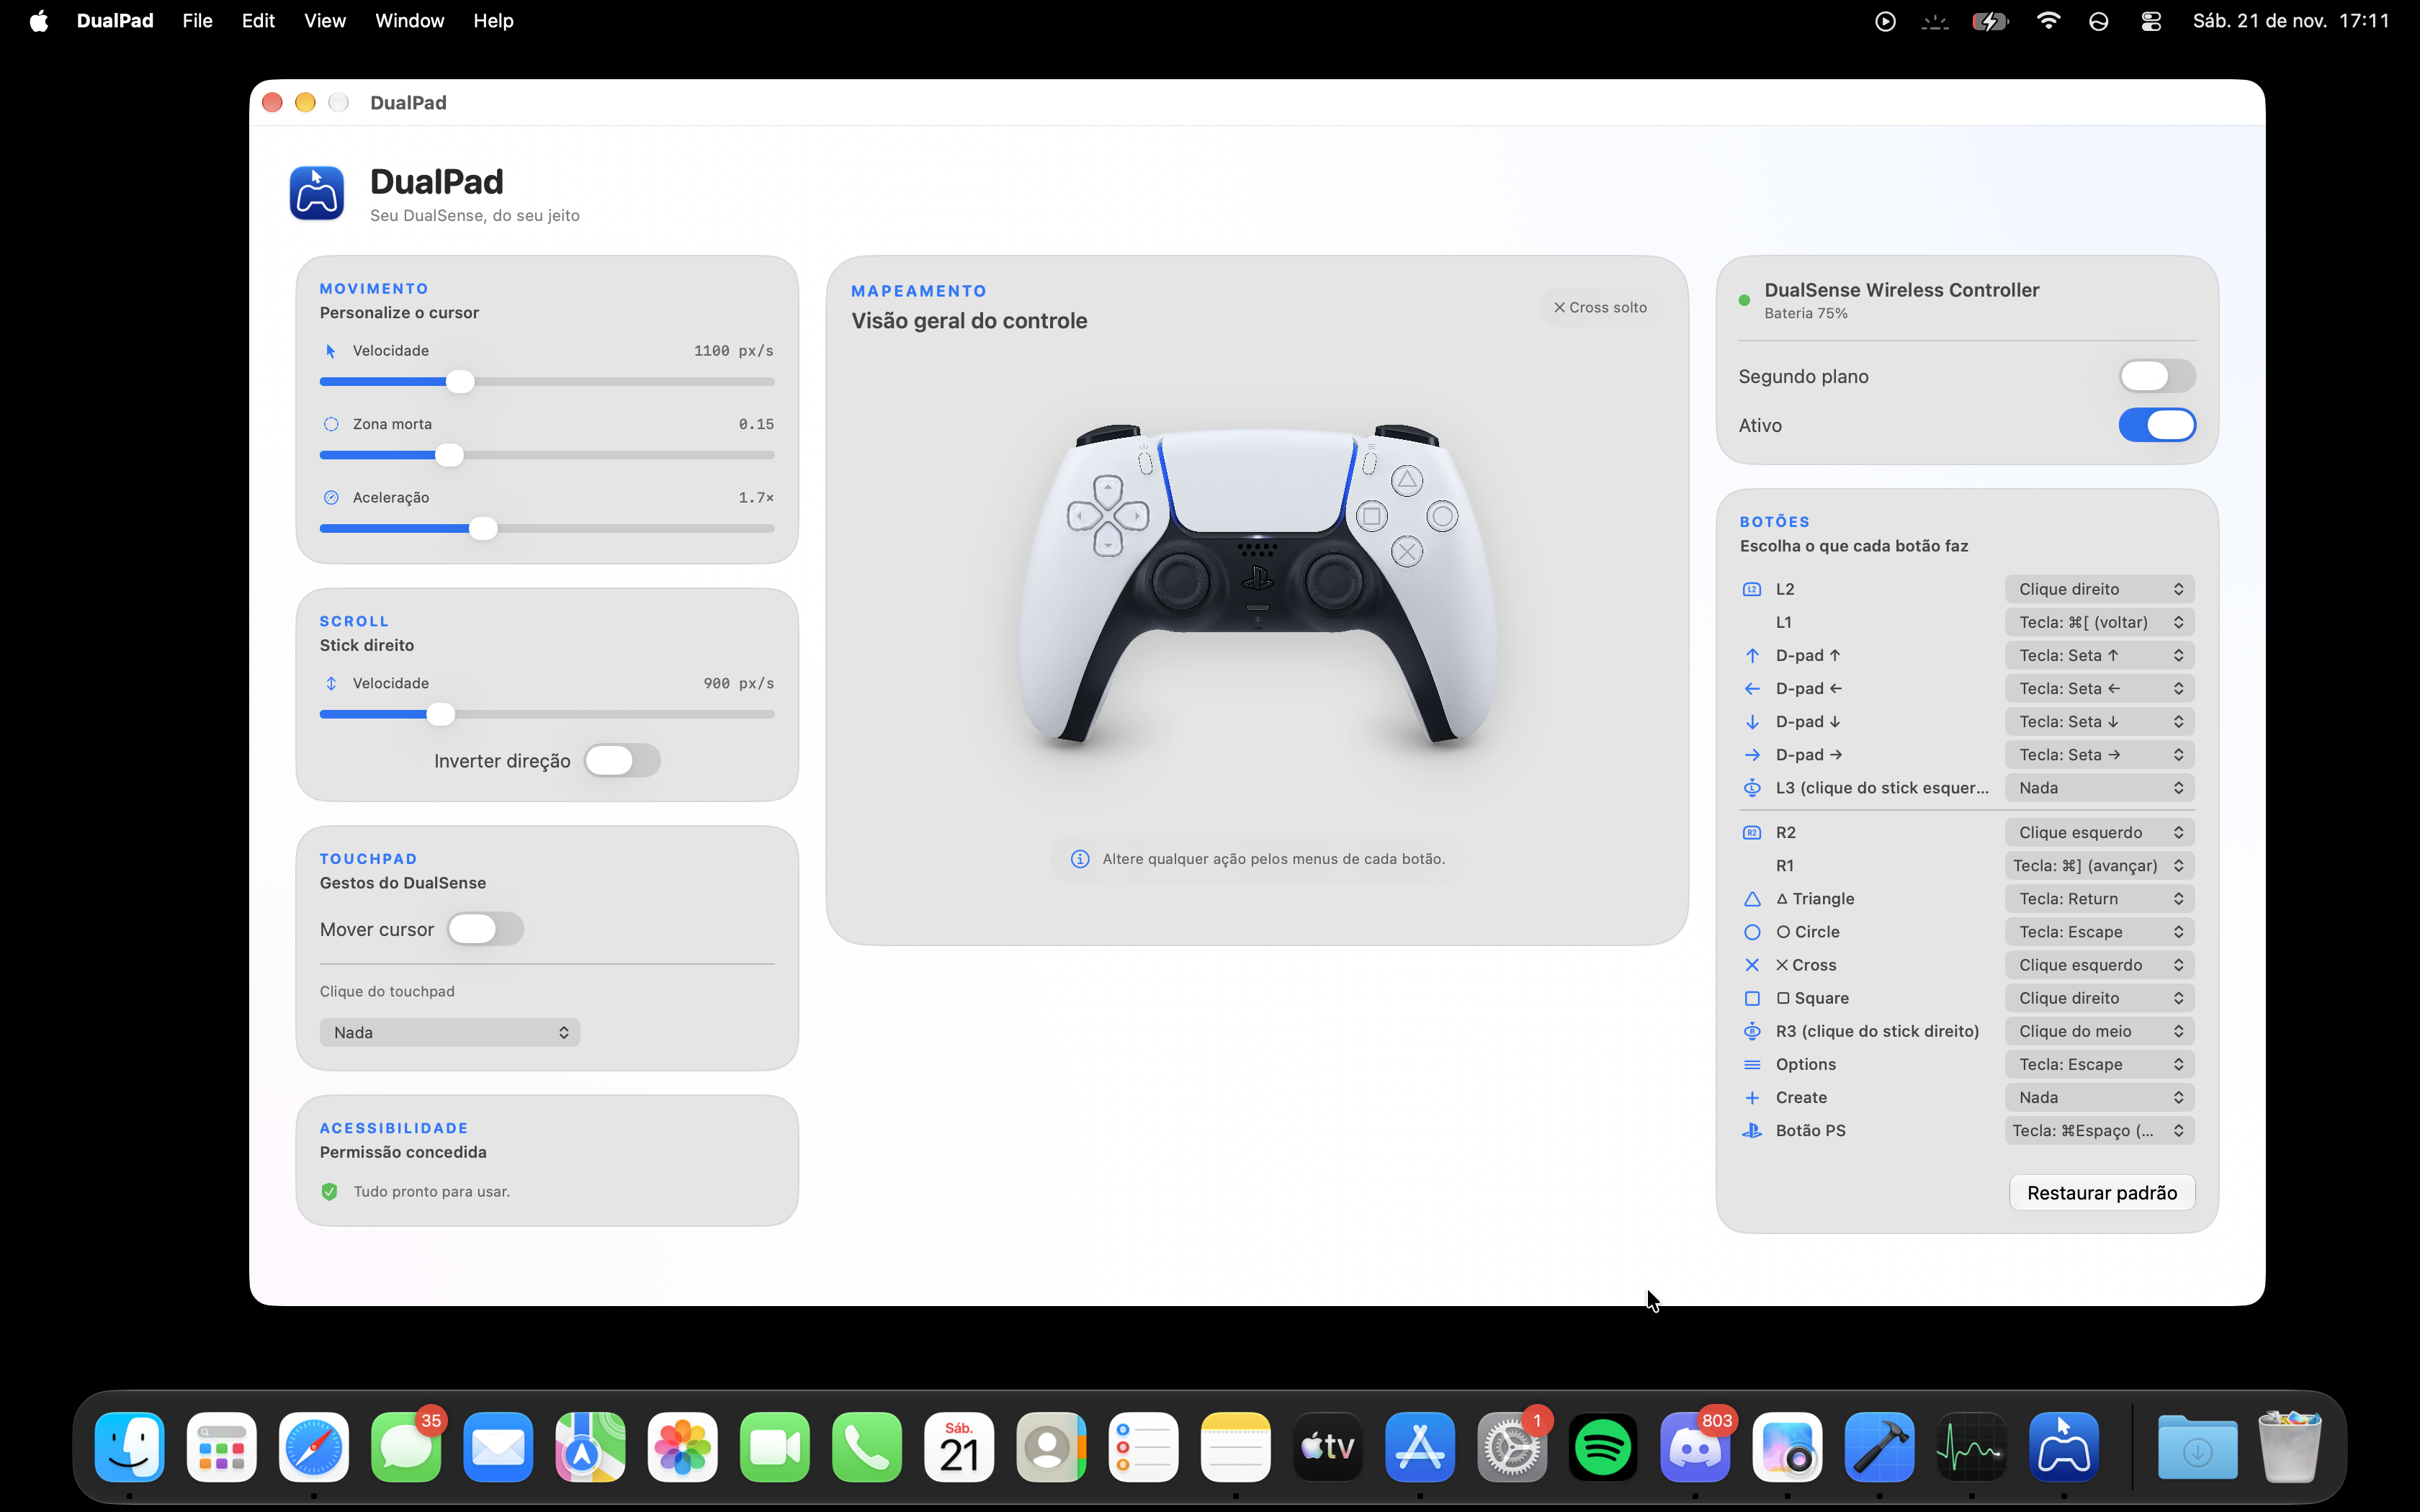 DualPad File Edit View Window Help
Sáb. 21 de nov. 17:11
DualPad
DualPad
Seu DualSense, do seu jeito
MOVIMENTO
Personalize o cursor
Velocidade 1100 px/s
Zona morta 0.15
Aceleração 1.7×
SCROLL
Stick direito
Velocidade 900 px/s
Inverter direção
TOUCHPAD
Gestos do DualSense
Mover cursor
Clique do touchpad
Nada
ACESSIBILIDADE
Permissão concedida
Tudo pronto para usar.
MAPEAMENTO
Visão geral do controle
✕ Cross solto
Altere qualquer ação pelos menus de cada botão.
DualSense Wireless Controller
Bateria 75%
Segundo plano
Ativo
BOTÕES
Escolha o que cada botão faz
L2 L2 Clique direito
L1 Tecla: ⌘[ (voltar)
D-pad ↑ Tecla: Seta ↑
D-pad ← Tecla: Seta ←
D-pad ↓ Tecla: Seta ↓
D-pad → Tecla: Seta →
L L3 (clique do stick esquer... Nada
R2 R2 Clique esquerdo
R1 Tecla: ⌘] (avançar)
△ Triangle Tecla: Return
○ Circle Tecla: Escape
✕ Cross Clique esquerdo
□ Square Clique direito
R R3 (clique do stick direito) Clique do meio
Options Tecla: Escape
Create Nada
Botão PS Tecla: ⌘Espaço (...
Restaurar padrão
35
Sáb.
21
tv
1
803